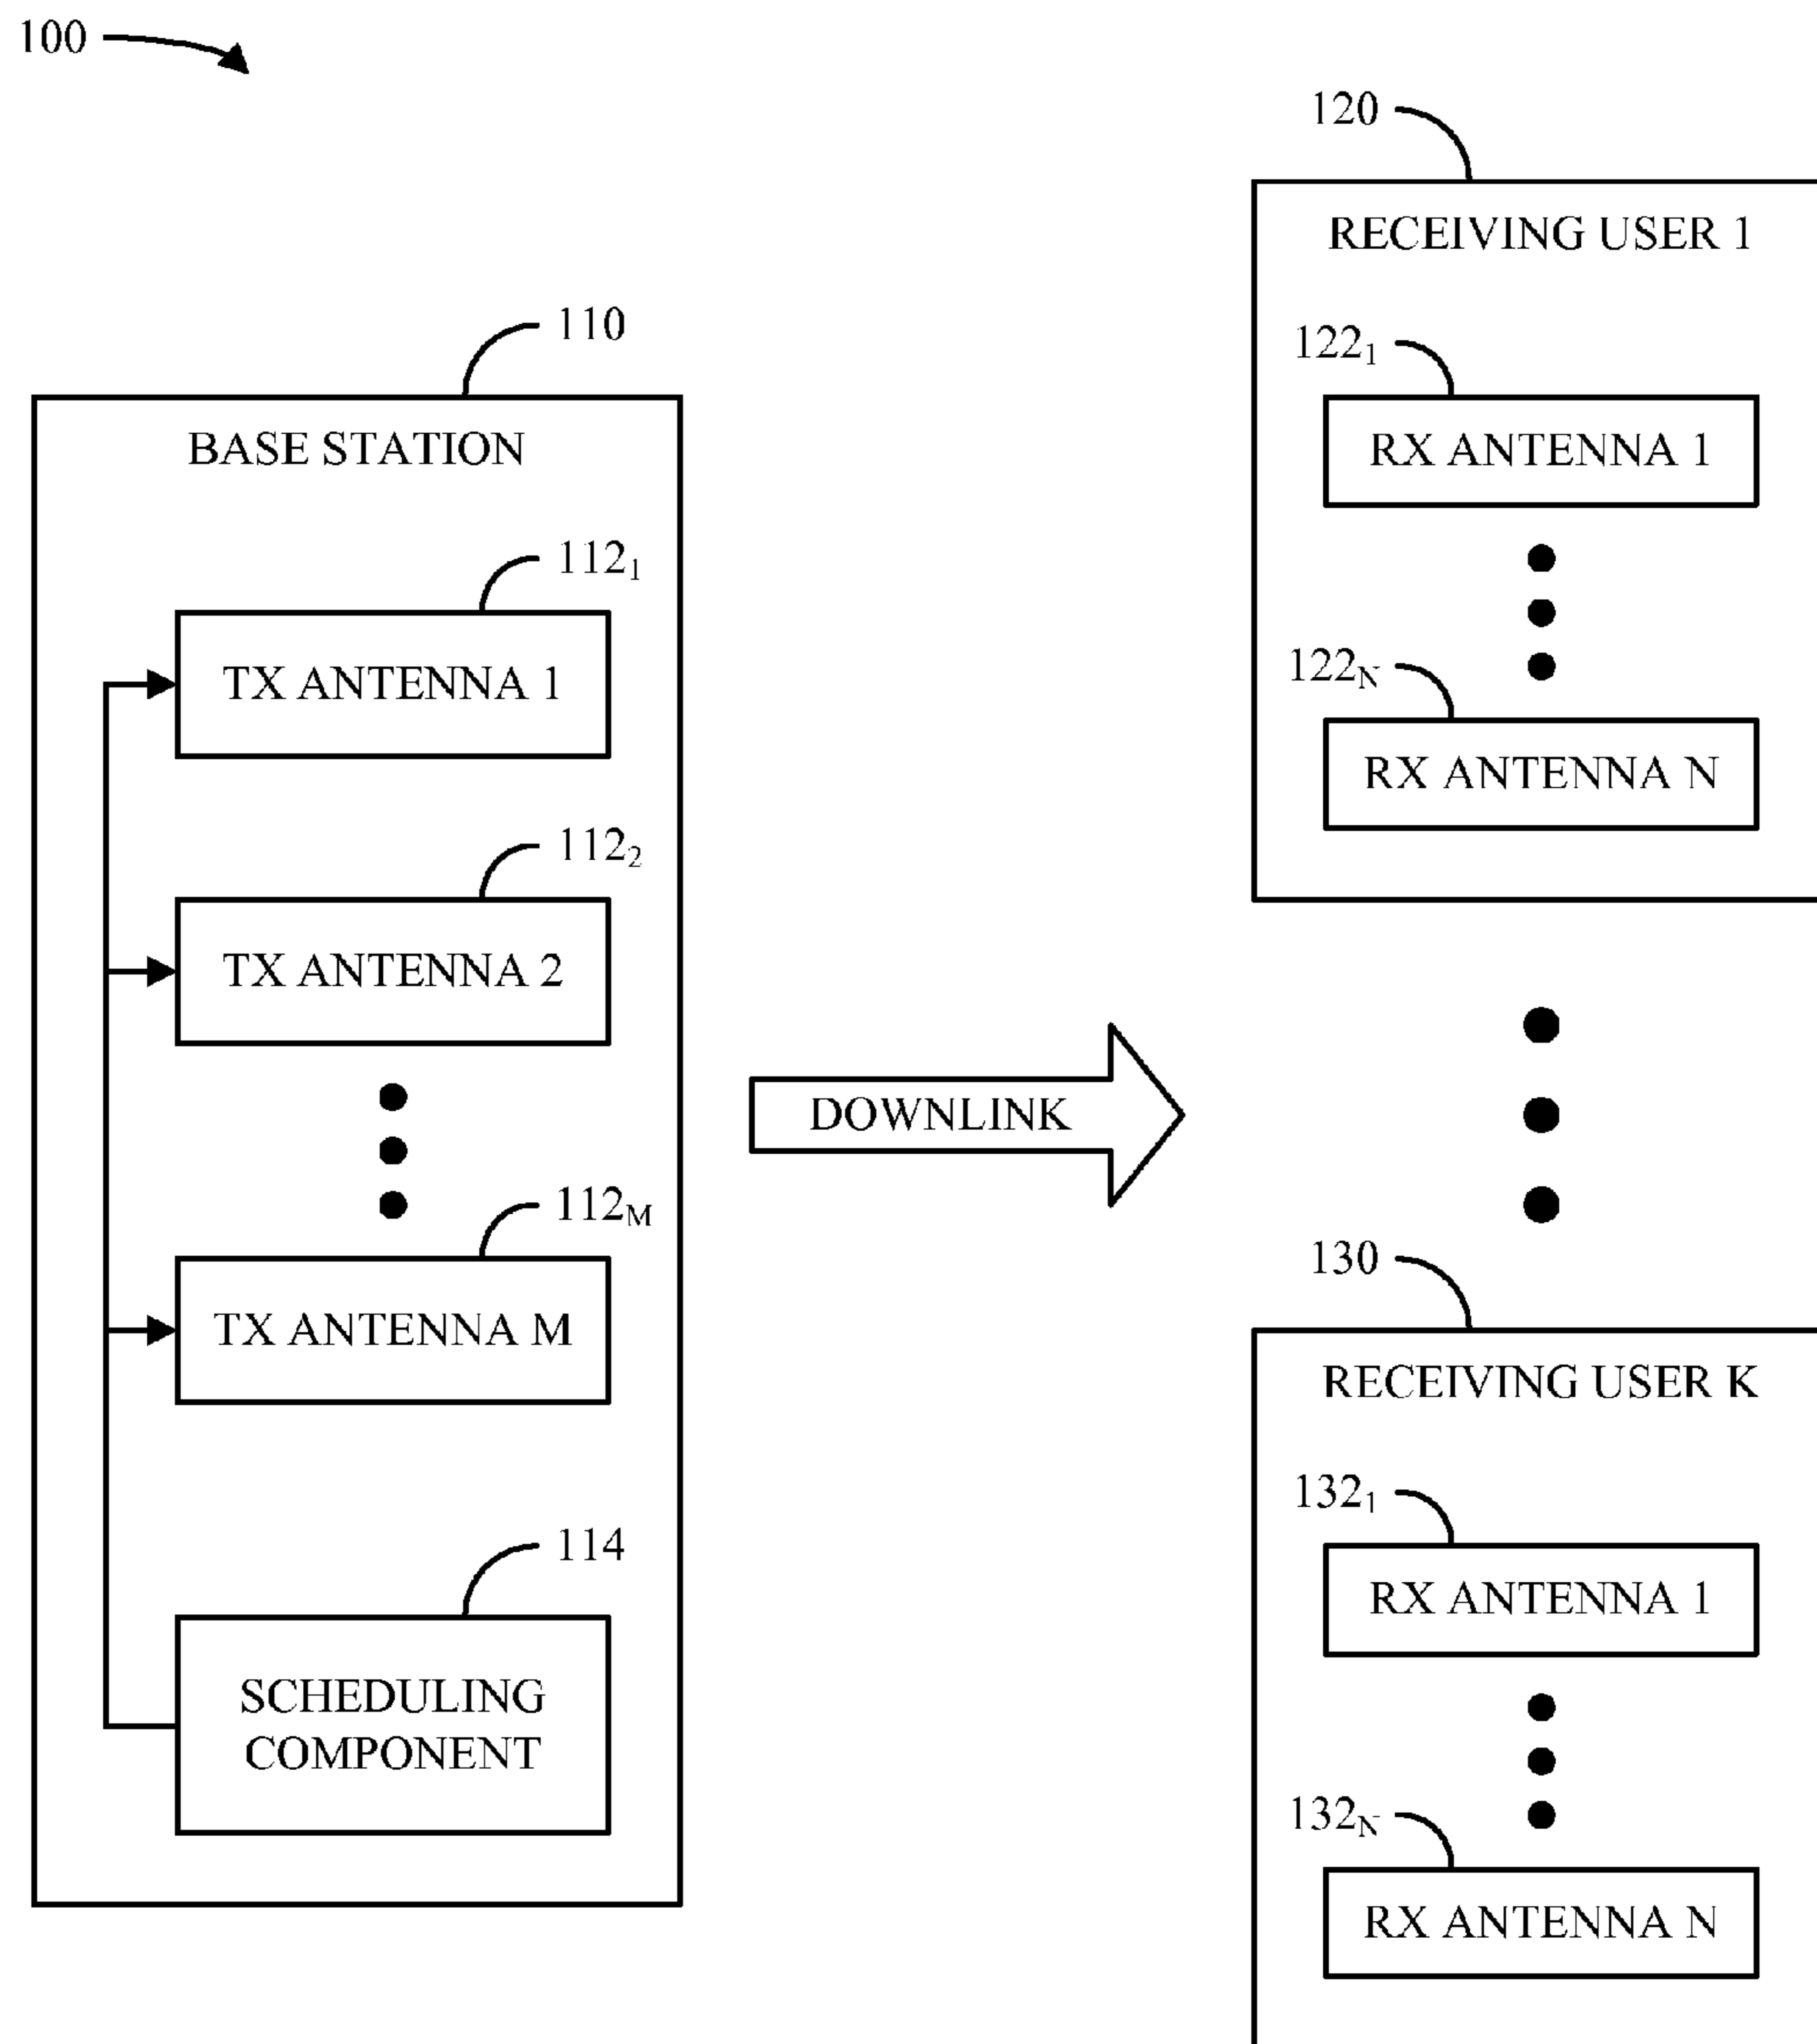 100
110
BASE STATION
112₁
TX ANTENNA 1
112₂
TX ANTENNA 2
112M
TX ANTENNA M
114
SCHEDULING
COMPONENT
DOWNLINK
120
RECEIVING USER 1
122₁
RX ANTENNA 1
122N
RX ANTENNA N
130
RECEIVING USER K
132₁
RX ANTENNA 1
132N
RX ANTENNA N